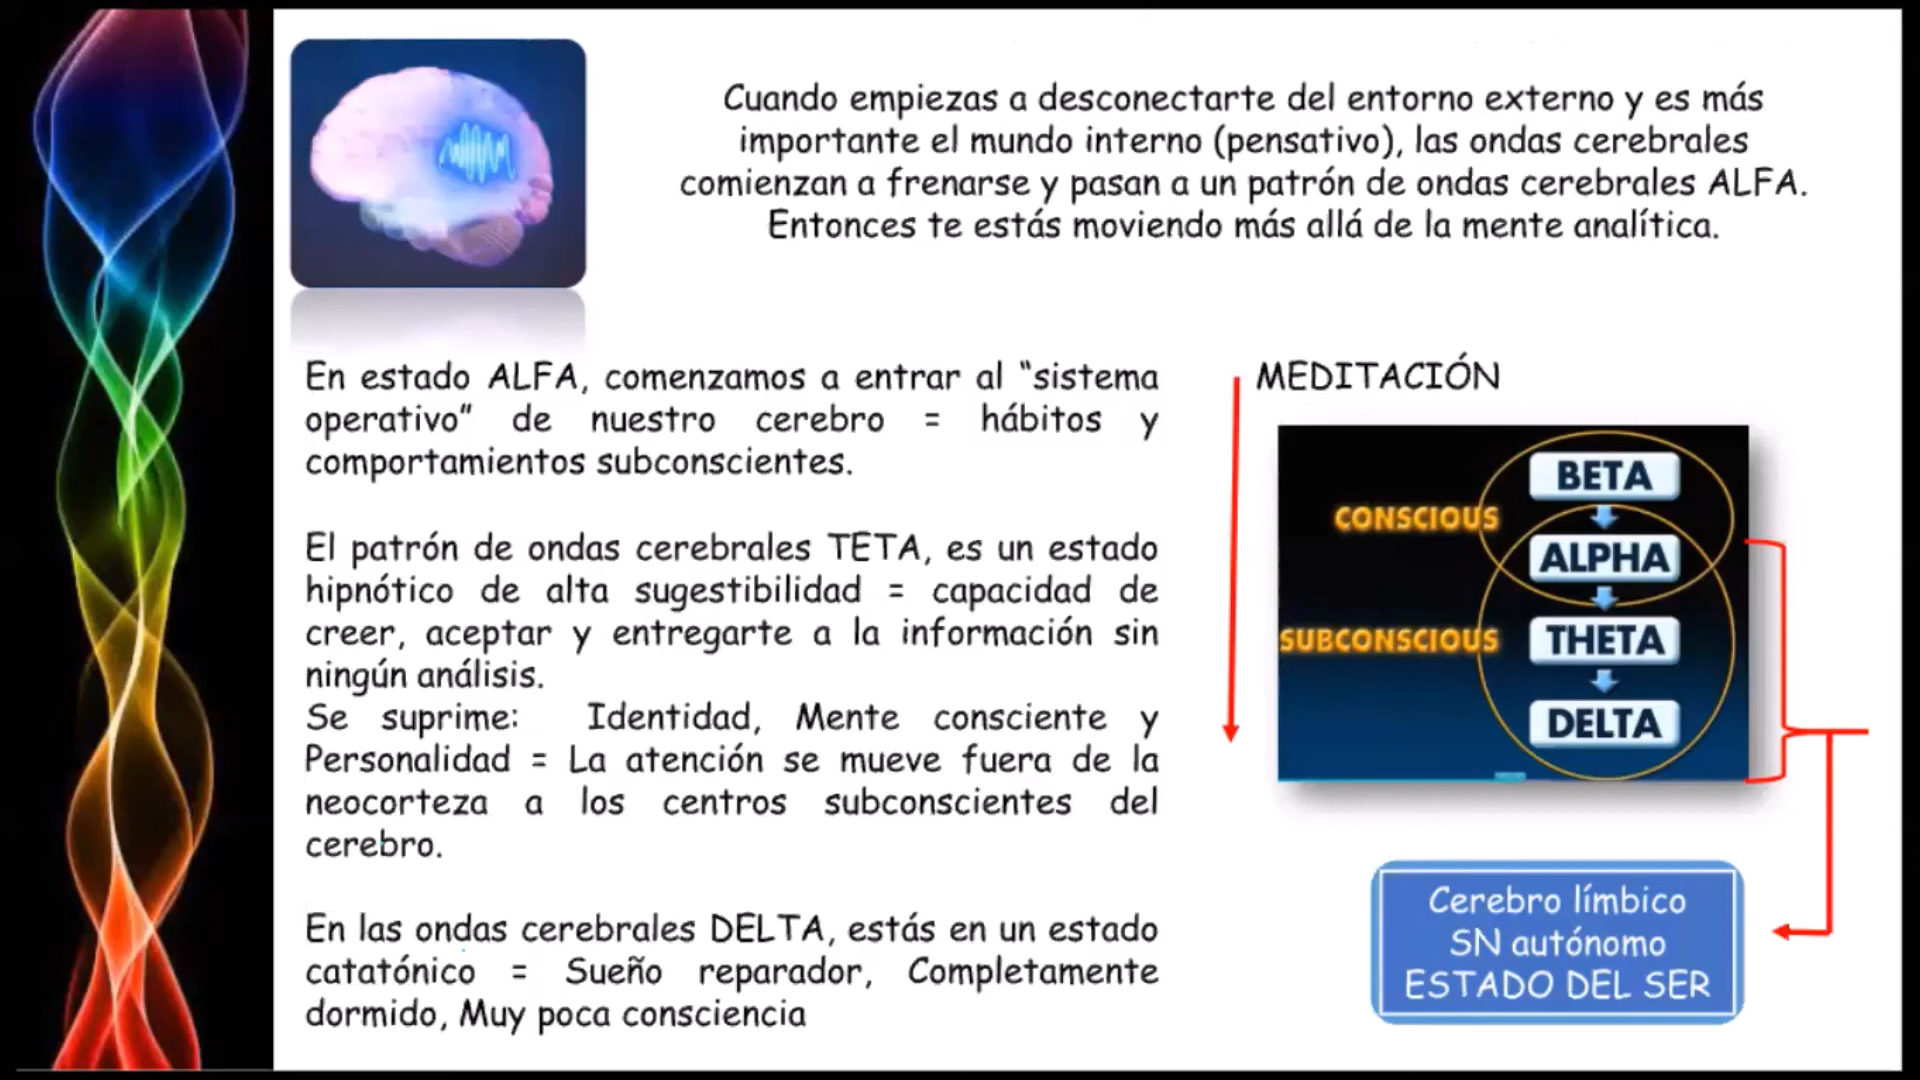 Cuando empiezas a desconectarte del entorno externo y es más
importante el mundo interno (pensativo), las ondas cerebrales
comienzan a frenarse y pasan a un patrón de ondas cerebrales ALFA.
Entonces te estás moviendo más allá de la mente analítica.
En estado ALFA, comenzamos a entrar al “sistema
operativo” de nuestro cerebro = hábitos y
comportamientos subconscientes.
El patrón de ondas cerebrales TETA, es un estado
hipnótico de alta sugestibilidad = capacidad de
creer, aceptar y entregarte a la información sin
ningún análisis.
Se suprime: Identidad, Mente consciente y
Personalidad = La atención se mueve fuera de la
neocorteza a los centros subconscientes del
cerebro.
En las ondas cerebrales DELTA, estás en un estado
catatónico = Sueño reparador, Completamente
dormido, Muy poca consciencia
MEDITACIÓN
BETA
CONSCIOUS
ALPHA
SUBCONSCIOUS
THETA
DELTA
Cerebro límbico
SN autónomo
ESTADO DEL SER